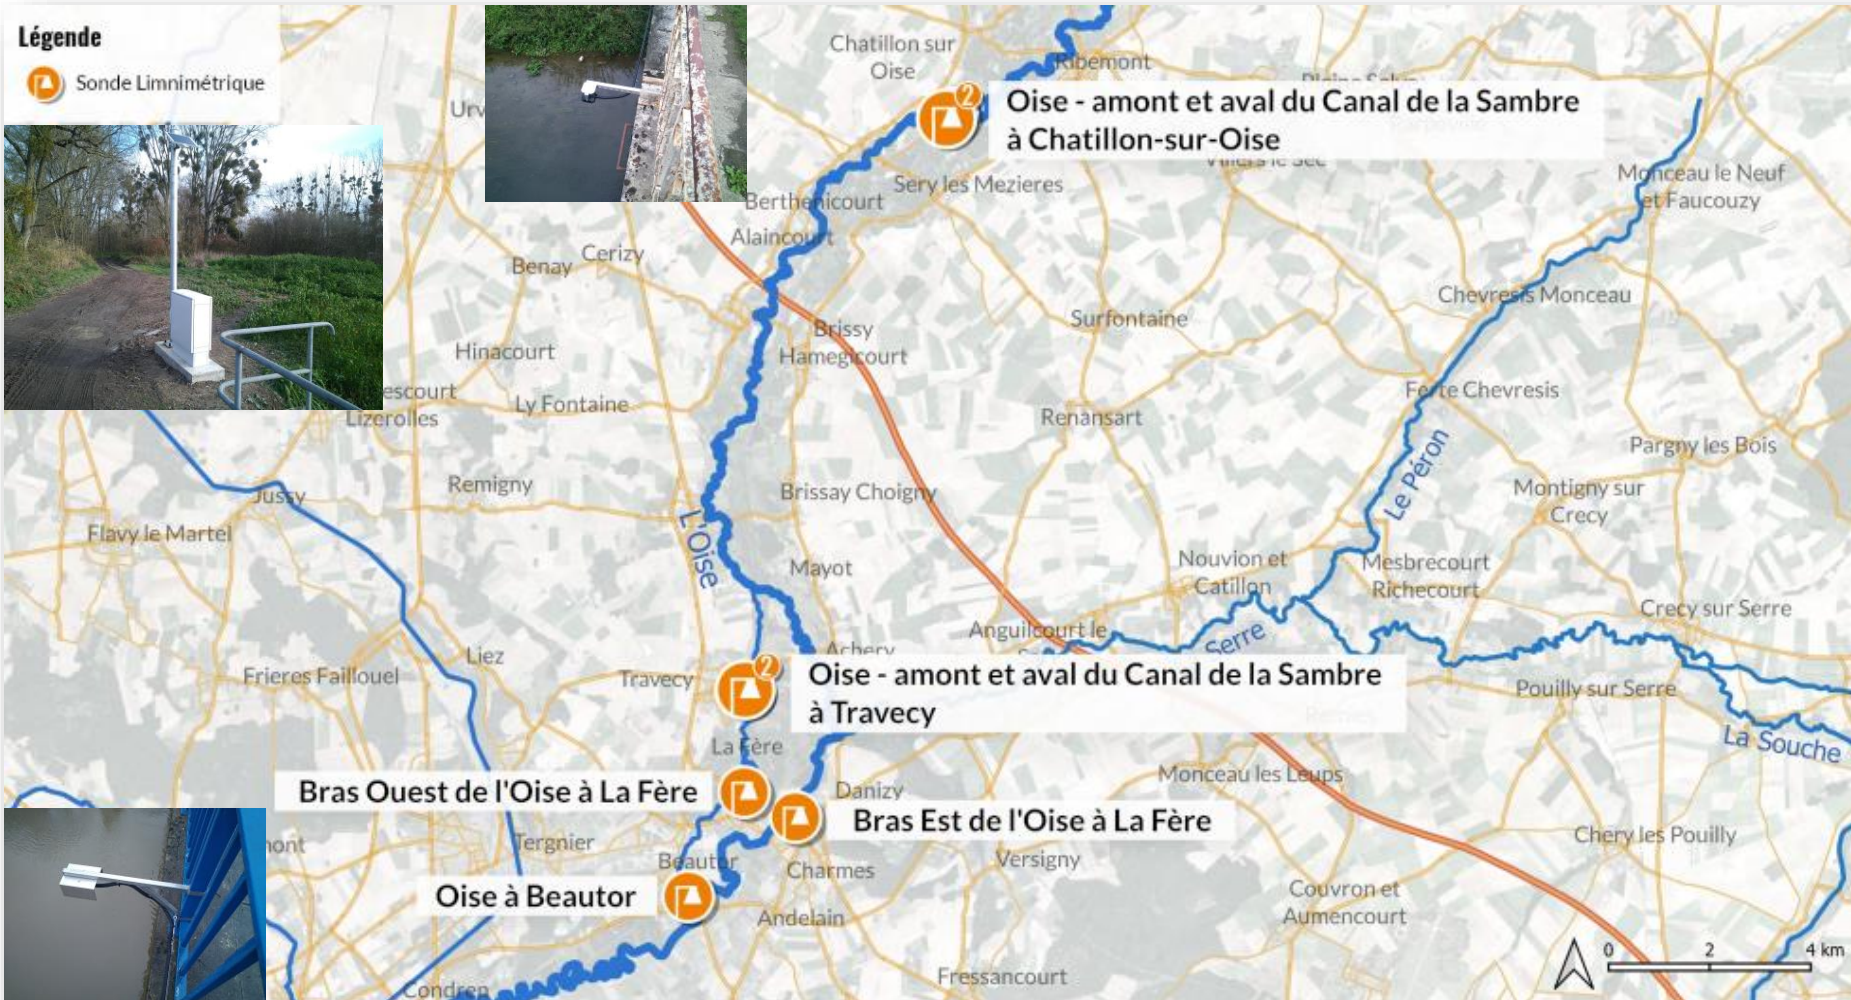 Légende
Sonde Limnimétrique
Chatillon sur
Oise
Ribemont
2
Oise - amont et aval du Canal de la Sambre
à Chatillon-sur-Oise
Sery les Mezieres
Monceau le Neuf
et Faucouzy
Berthenicourt
Alaincourt
Cerizy
Benay
Chevresis Monceau
Surfontaine
Brissy
Hamegicourt
Hinacourt
Ly Fontaine
escourt
Lizerolles
Ferte Chevresis
Renansart
Pargny les Bois
Le Péron
Remigny
Brissay Choigny
Montigny sur
Crecy
Jussy
Flavy le Martel
L'Oise
Mayot
Nouvion et
Catillon
Mesbrecourt
Richecourt
Crecy sur Serre
Anguilcourt le
Serre
Achery
Liez
Frieres Faillouel
Travecy
2
Oise - amont et aval du Canal de la Sambre
à Travecy
Pouilly sur Serre
La Souche
La Fère
Monceau les Leups
Bras Ouest de l'Oise à La Fère
Danizy
Bras Est de l'Oise à La Fère
Chery les Pouilly
Tergnier
Beautor
Charmes
Versigny
Oise à Beautor
Andelain
Couvron et
Aumencourt
Fressancourt
Condren
0 2 4 km